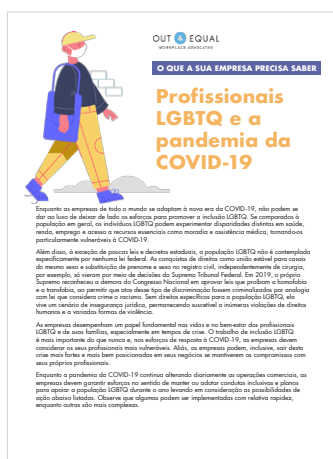 OUT & EQUAL
WORKPLACE ADVOCATES
O QUE A SUA EMPRESA PRECISA SABER
Profissionais
LGBTQ e a
pandemia da
COVID-19
Enquanto as empresas de todo o mundo se adaptam à nova era da COVID-19, não podem se
dar ao luxo de deixar de lado os esforços para promover a inclusão LGBTQ. Se comparados à
população em geral, os indivíduos LGBTQ podem experimentar disparidades distintas em saúde,
renda, emprego e acesso a recursos essenciais como moradia e assistência médica, tornando-os
particularmente vulneráveis à COVID-19.
Além disso, à exceção de poucas leis e decretos estaduais, a população LGBTQ não é contemplada
especificamente por nenhuma lei federal. As conquistas de direitos como união estável para casais
do mesmo sexo e substituição de prenome e sexo no registro civil, independentemente de cirurgia,
por exemplo, só vieram por meio do Supremo Tribunal Federal. Em 2019, o próprio
Supremo reconheceu a demora do Congresso Nacional em aprovar leis que proíbam a homofobia
e a transfobia, ao permitir que atos desse tipo de discriminação fossem criminalizados por analogia
com lei que considera crime o racismo. Sem direitos específicos para a população LGBTQ, ela
vive um cenário de insegurança jurídica, permanecendo suscetível a inúmeras violações de direitos
humanos e a variadas formas de violência.
As empresas desempenham um papel fundamental nas vidas e no bem-estar dos profissionais
LGBTQ e de suas famílias, especialmente em tempos de crise. O trabalho de inclusão LGBTQ
é mais importante do que nunca e, nos esforços de resposta à COVID-19, as empresas devem
considerar os seus profissionais mais vulneráveis. Aliás, as empresas podem, inclusive, sair desta
crise mais fortes e mais bem posicionadas em seus negócios se mantiverem os compromissos com
seus próprios profissionais.
Enquanto a pandemia da COVID-19 continua alterando diariamente as operações comerciais, as
empresas devem garantir esforços no sentido de manter ou adotar condutas inclusivas e planos
para apoiar a população LGBTQ durante o ano levando em consideração as possibilidades de
ação abaixo listadas. Observe que algumas podem ser implementadas com relativa rapidez,
enquanto outras são mais complexas.